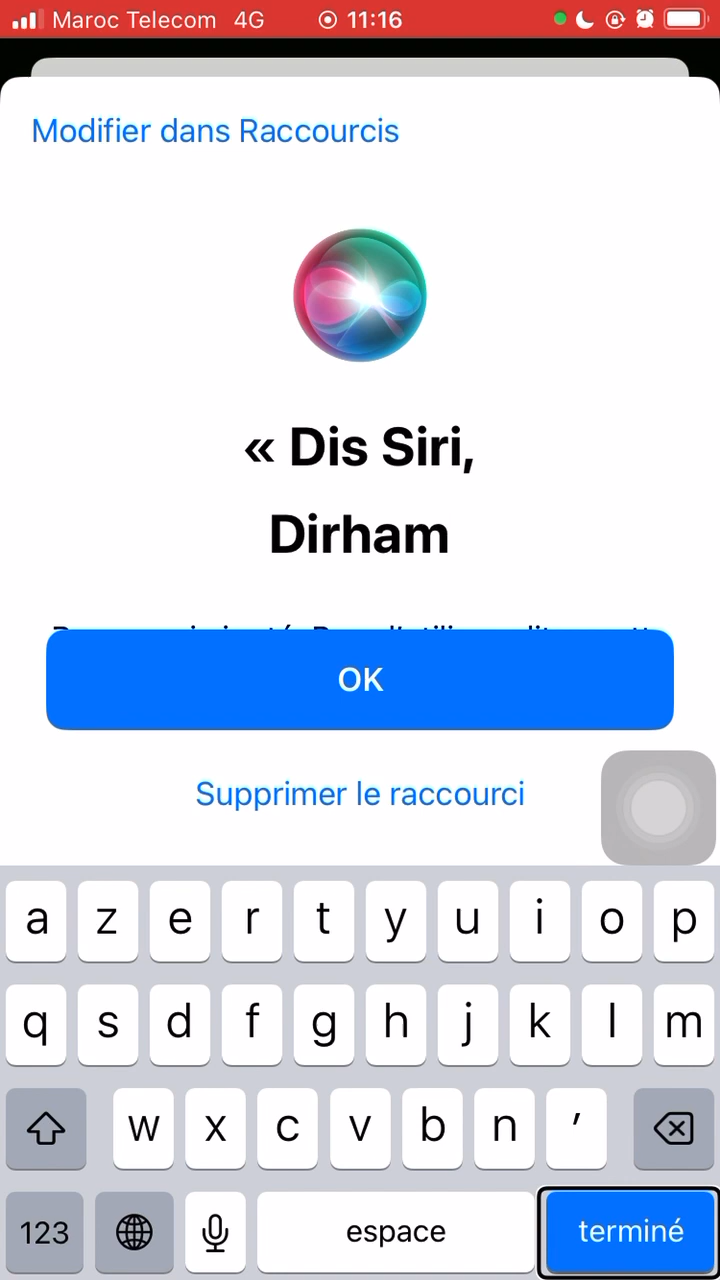 Maroc Telecom 4G 11:16
Modifier dans Raccourcis
« Dis Siri,
Dirham
OK
Supprimer le raccourci
a z e r t y u i o p
q s d f g h j k l m
w x c v b n ′
123 espace terminé